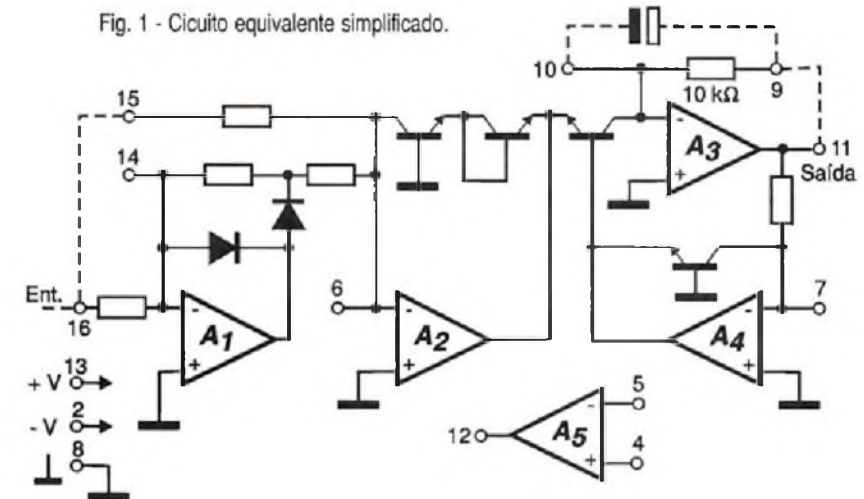 Fig. 1 - Cicuito equivalente simplificado.
10
10 kΩ
9
15
14
A3
-
+
11
Saída
Ent.
16
A1
-
+
6
A2
-
+
A4
-
+
7
+ V
13
- V
2
8
12
A5
-
+
5
4